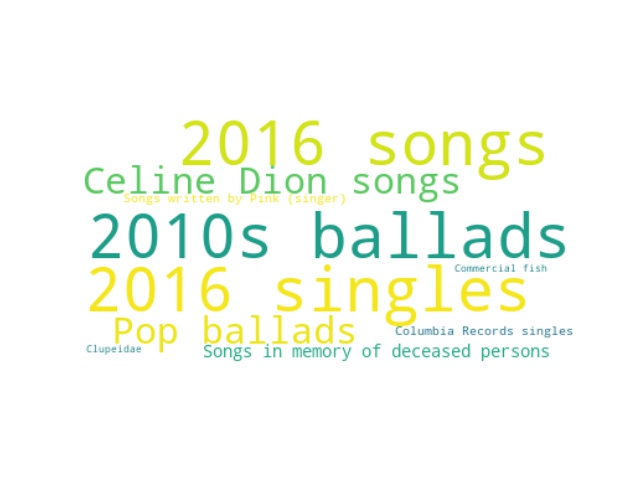 2016 songs
Celine Dion songs
Songs written by Pink (singer)
2010s ballads
2016 singles
Commercial fish
Pop ballads
Columbia Records singles
Clupeidae
Songs in memory of deceased persons